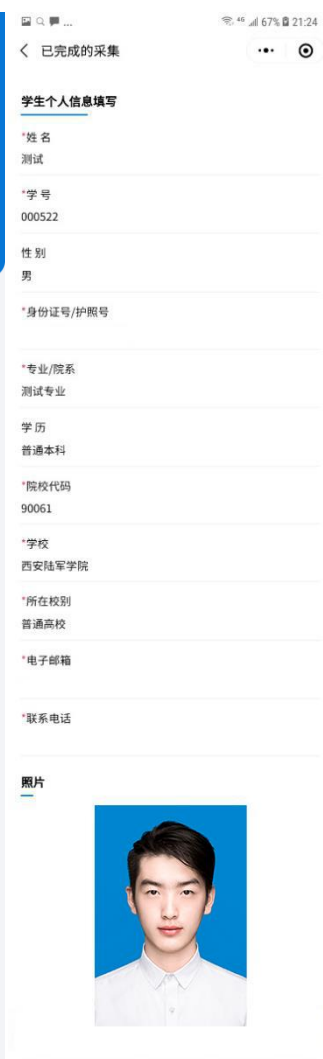 ... 46 67% 21:24
已完成的采集
学生个人信息填写
*姓 名
测试
*学 号
000522
性 别
男
*身份证号/护照号
*专业/院系
测试专业
学 历
普通本科
*院校代码
90061
*学校
西安陆军学院
*所在校别
普通高校
*电子邮箱
*联系电话
照片